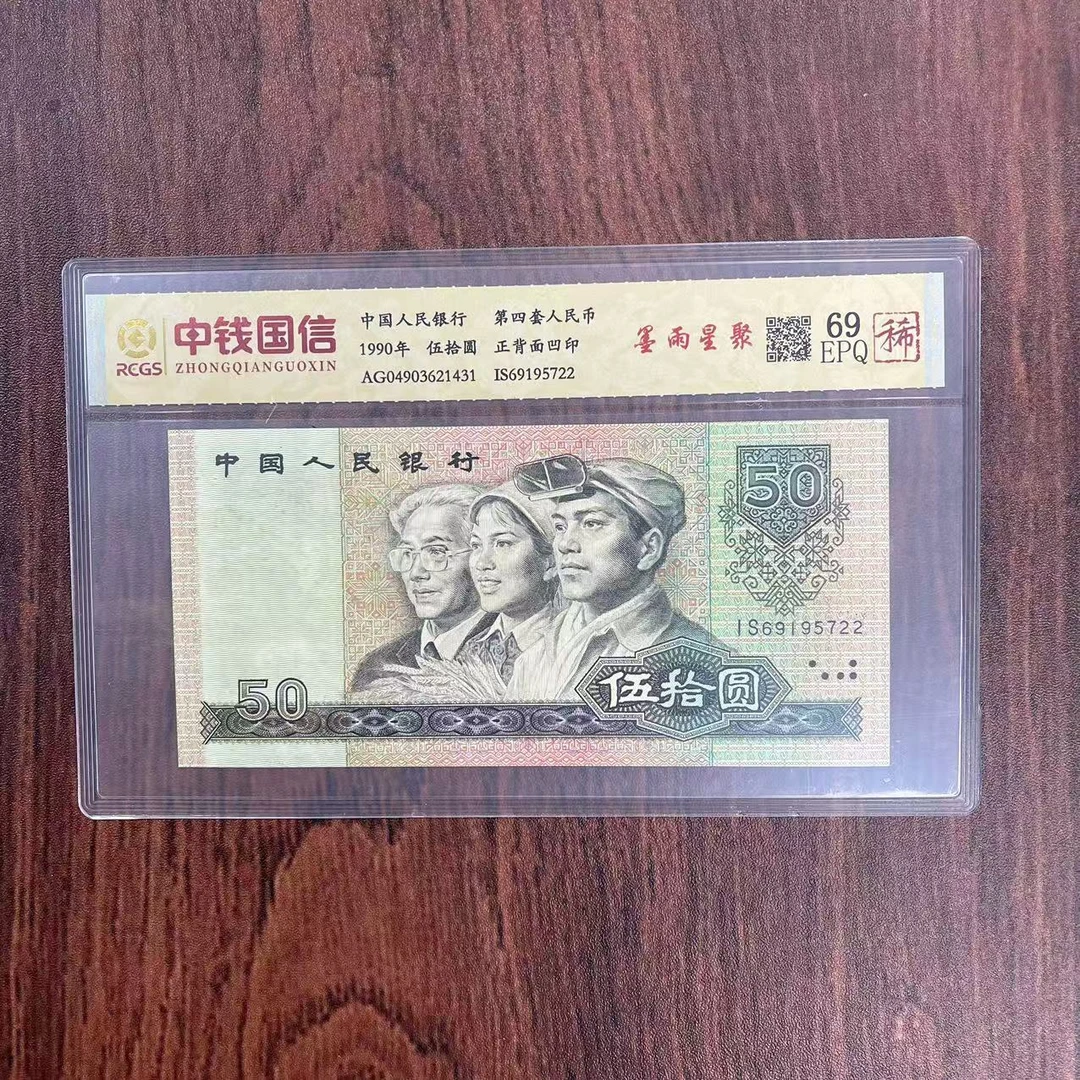 RCGS
中钱国信
ZHONGQIANGUOXIN
中国人民银行 第四套人民币
1990年 伍拾圆 正背面凹印
AG04903621431 IS69195722
墨雨星聚
69
EPQ
稀
中国人民银行
50
IS69195722
伍拾圆
50